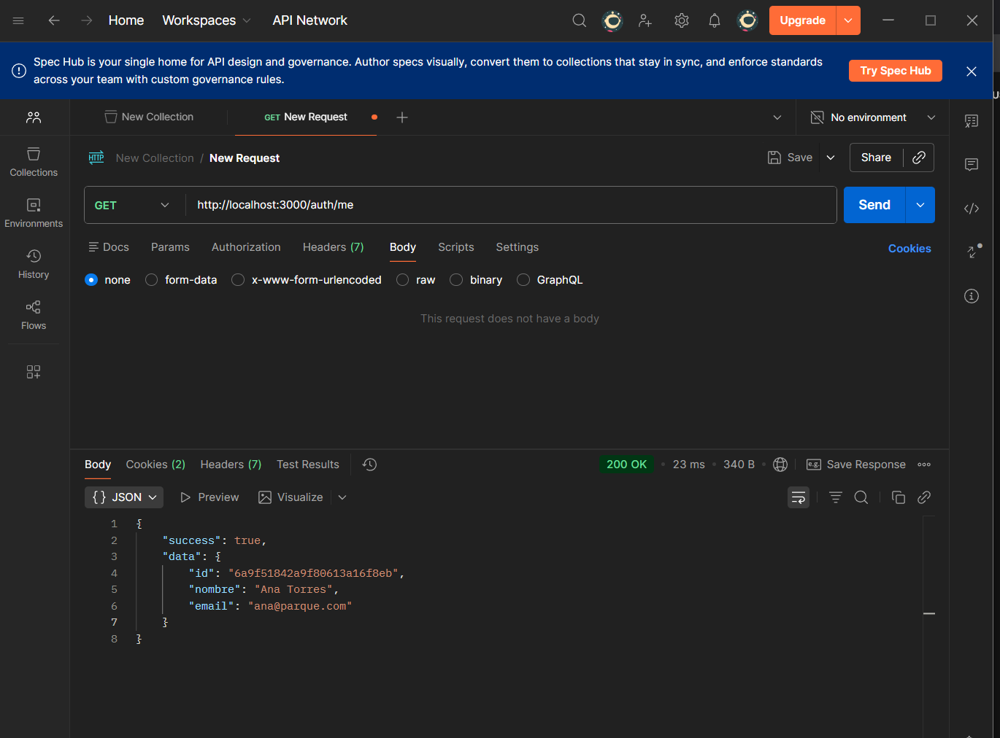 Home Workspaces API Network Upgrade
Spec Hub is your single home for API design and governance. Author specs visually, convert them to collections that stay in sync, and enforce standards
across your team with custom governance rules.
Try Spec Hub
New Collection GET New Request No environment
HTTP New Collection / New Request Save Share
Collections
GET http://localhost:3000/auth/me Send
Environments
Docs Params Authorization Headers (7) Body Scripts Settings Cookies
History
none form-data x-www-form-urlencoded raw binary GraphQL
Flows
This request does not have a body
Body Cookies (2) Headers (7) Test Results 200 OK • 23 ms • 340 B • e.g. Save Response
{} JSON Preview Visualize
1 {
2 "success": true,
3 "data": {
4 "id": "6a9f51842a9f80613a16f8eb",
5 "nombre": "Ana Torres",
6 "email": "ana@parque.com"
7 }
8 }